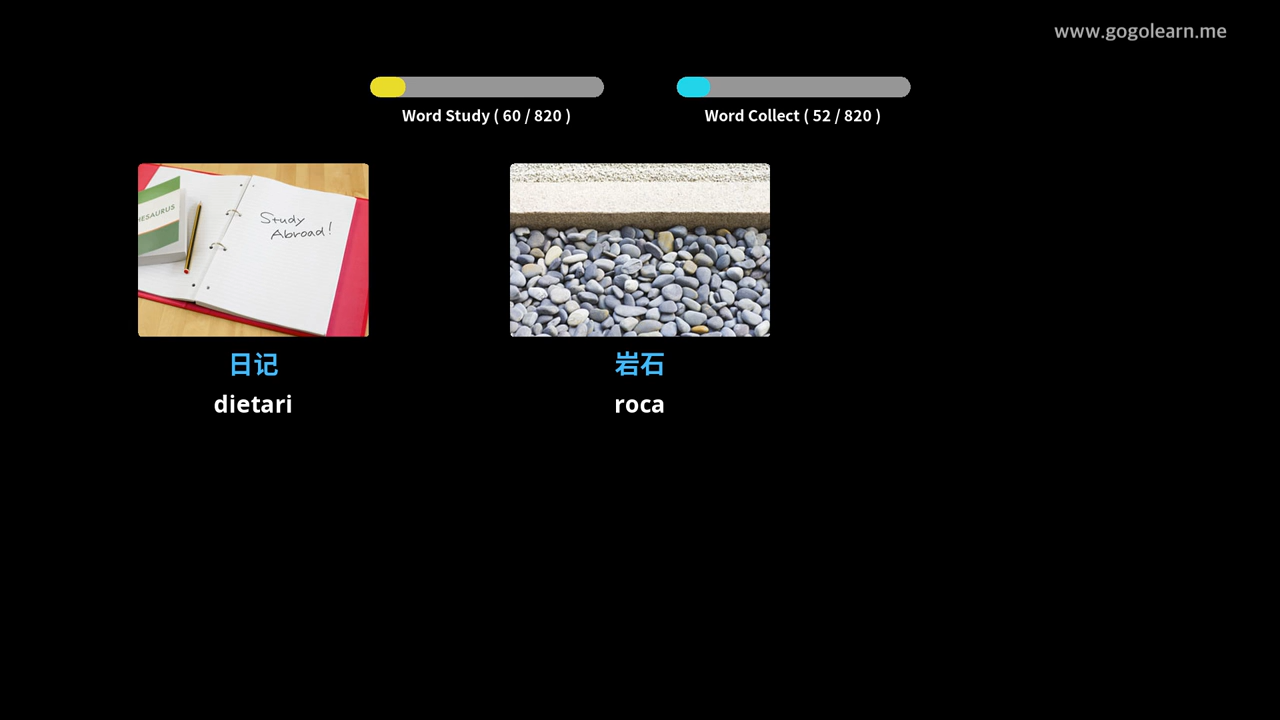 www.gogolearn.me
Word Study ( 60 / 820 )
Word Collect ( 52 / 820 )
HESAURUS
Study
Abroad!
日记
岩石
dietari
roca